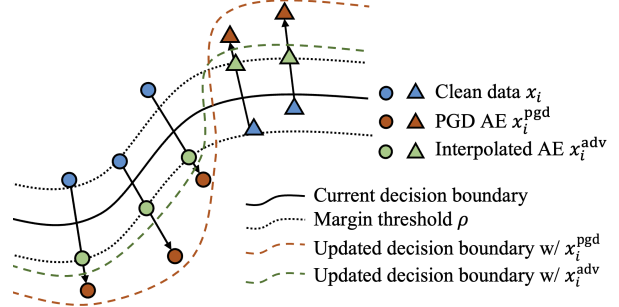 Clean data $x_i$
PGD AE $x_i^{\text{pgd}}$
Interpolated AE $x_i^{\text{adv}}$
Current decision boundary
Margin threshold $\rho$
Updated decision boundary w/ $x_i^{\text{pgd}}$
Updated decision boundary w/ $x_i^{\text{adv}}$